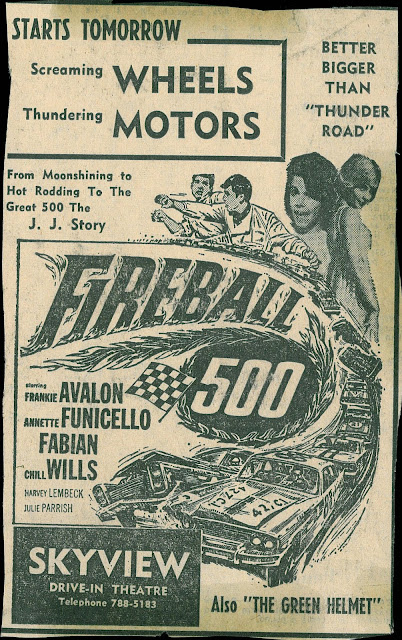 STARTS TOMORROW
Screaming WHEELS
Thundering MOTORS
BETTER
BIGGER
THAN
"THUNDER
ROAD"
From Moonshining to
Hot Rodding To The
Great 500 The
J. J. Story
FIREBALL
500
starring
FRANKIE AVALON
ANNETTE FUNICELLO
FABIAN
CHILL WILLS
HARVEY LEMBECK
JULIE PARRISH
SKYVIEW
DRIVE-IN THEATRE
Telephone 788-5183
Also "THE GREEN HELMET"